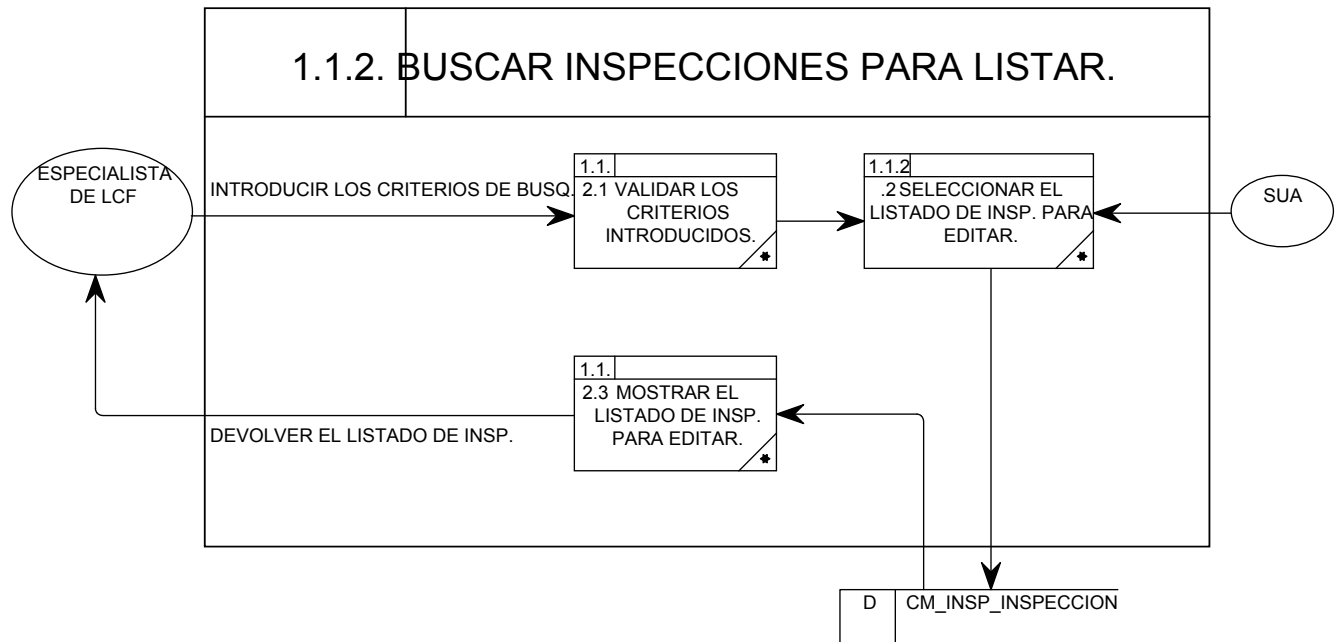 1.1.2. BUSCAR INSPECCIONES PARA LISTAR.
ESPECIALISTA
DE LCF
INTRODUCIR LOS CRITERIOS DE BUSQ.
1.1.
2.1 VALIDAR LOS
CRITERIOS
INTRODUCIDOS.
*
1.1.2
.2 SELECCIONAR EL
LISTADO DE INSP. PARA
EDITAR.
*
SUA
1.1.
2.3 MOSTRAR EL
LISTADO DE INSP.
PARA EDITAR.
*
DEVOLVER EL LISTADO DE INSP.
D CM_INSP_INSPECCION